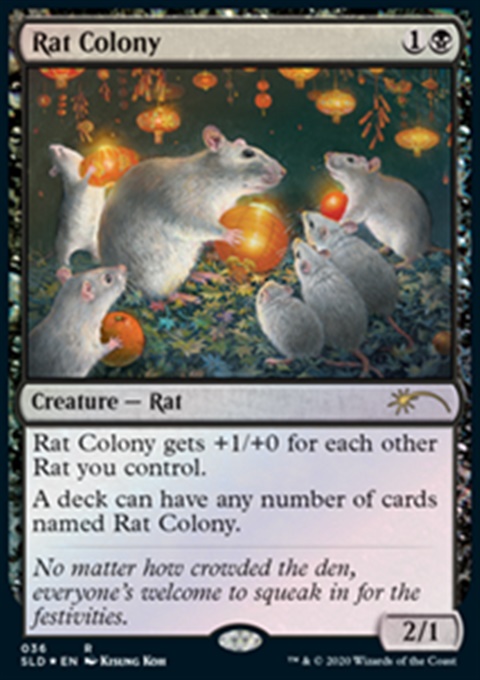 Rat Colony
1
Creature — Rat
Rat Colony gets +1/+0 for each other
Rat you control.
A deck can have any number of cards
named Rat Colony.
No matter how crowded the den,
everyone's welcome to squeak in for the
festivities.
2/1
036 R
SLD ★ EN Kisung Koh
™ & © 2020 Wizards of the Coast